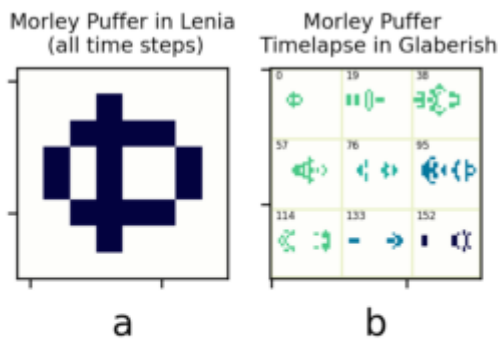 Morley Puffer in Lenia
(all time steps)
Morley Puffer
Timelapse in Glaberish
0 19 38
57 76 95
114 133 152
a
b